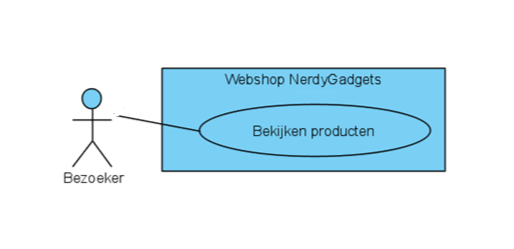 Webshop NerdyGadgets
Bekijken producten
Bezoeker